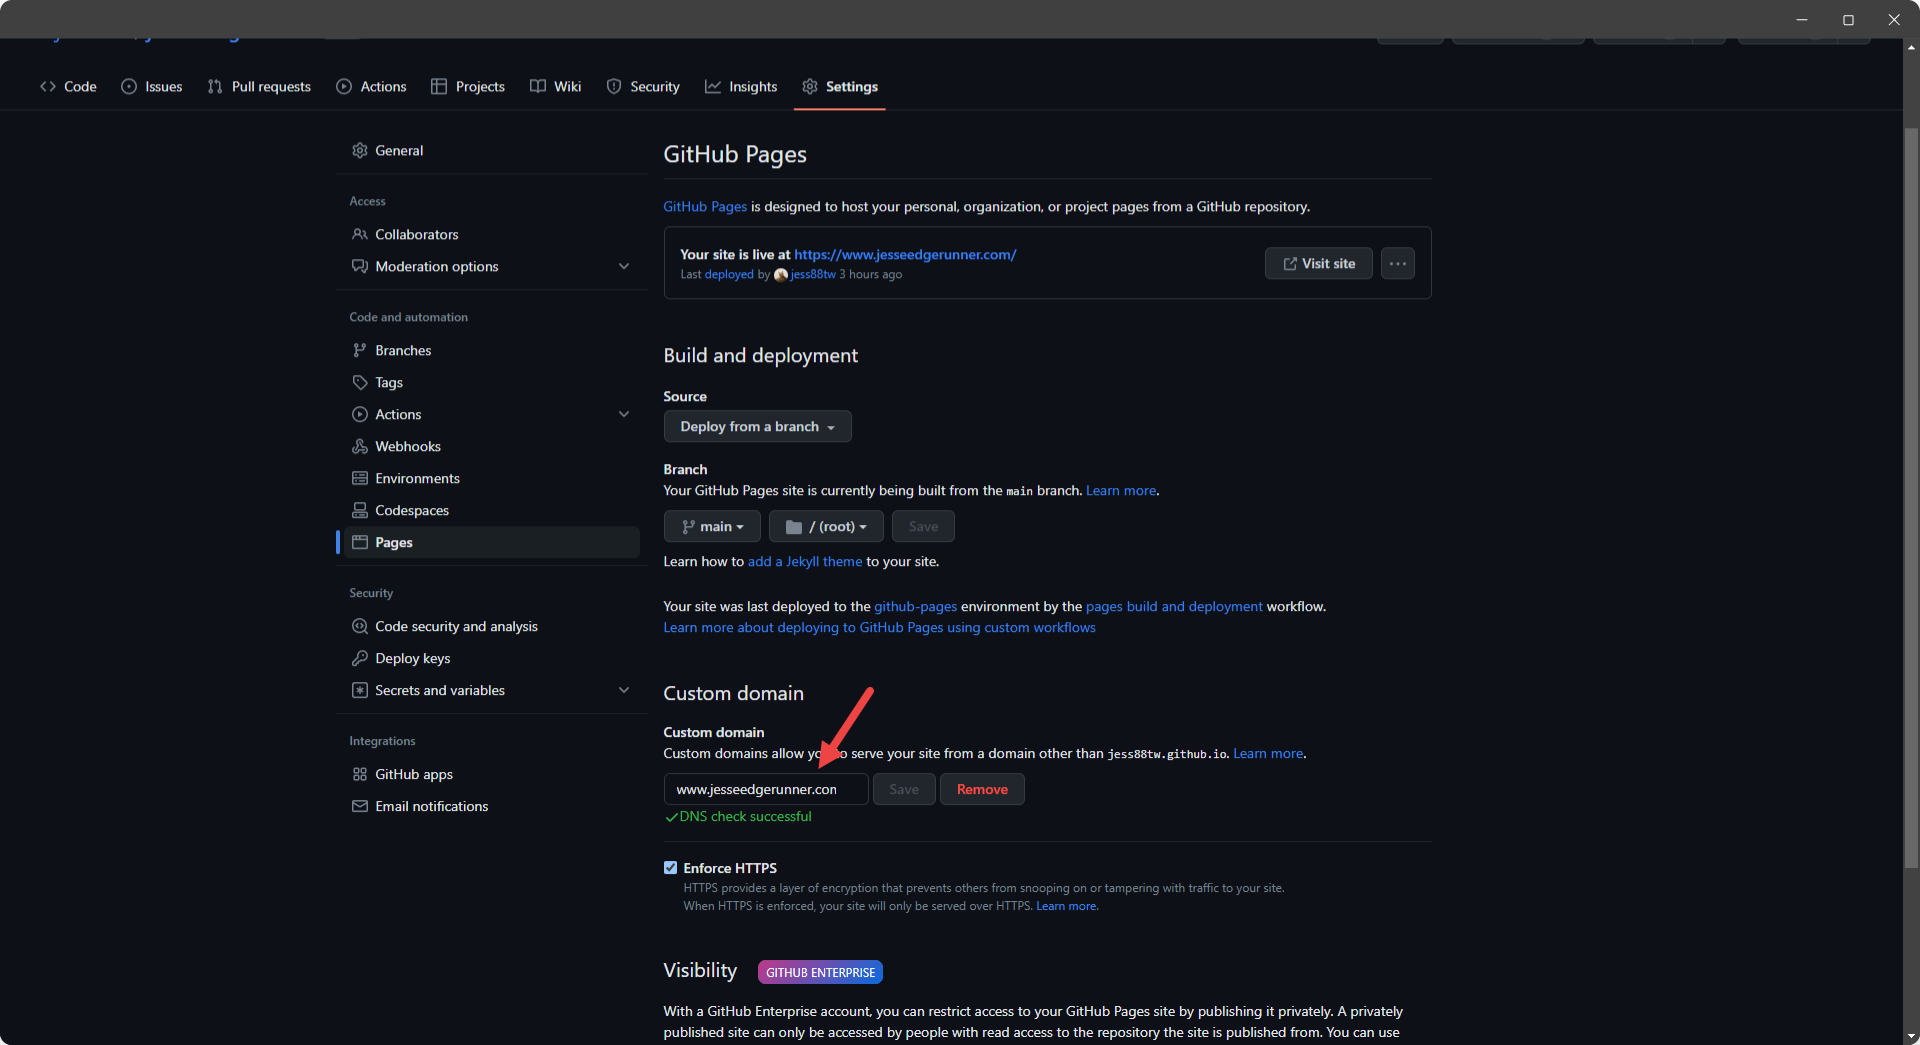 Code Issues Pull requests Actions Projects Wiki Security Insights Settings
General
Access
Collaborators
Moderation options
Code and automation
Branches
Tags
Actions
Webhooks
Environments
Codespaces
Pages
Security
Code security and analysis
Deploy keys
Secrets and variables
Integrations
GitHub apps
Email notifications
GitHub Pages
GitHub Pages is designed to host your personal, organization, or project pages from a GitHub repository.
Your site is live at https://www.jesseedgerunner.com/
Last deployed by jess88tw 3 hours ago
Visit site
Build and deployment
Source
Deploy from a branch
Branch
Your GitHub Pages site is currently being built from the main branch. Learn more.
main / (root) Save
Learn how to add a Jekyll theme to your site.
Your site was last deployed to the github-pages environment by the pages build and deployment workflow.
Learn more about deploying to GitHub Pages using custom workflows
Custom domain
Custom domain
Custom domains allow to serve your site from a domain other than jess88tw.github.io. Learn more.
www.jesseedgerunner.com Save Remove
DNS check successful
Enforce HTTPS
HTTPS provides a layer of encryption that prevents others from snooping on or tampering with traffic to your site.
When HTTPS is enforced, your site will only be served over HTTPS. Learn more.
Visibility GITHUB ENTERPRISE
With a GitHub Enterprise account, you can restrict access to your GitHub Pages site by publishing it privately. A privately
published site can only be accessed by people with read access to the repository the site is published from. You can use